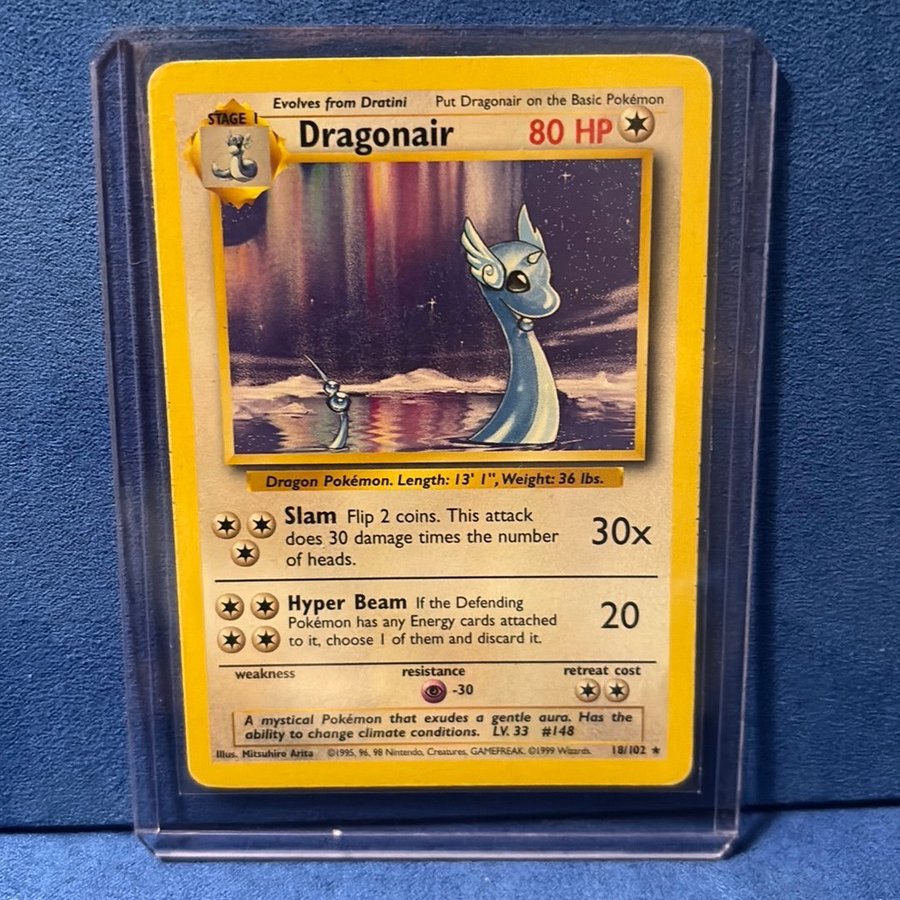 Evolves from Dratini Put Dragonair on the Basic Pokémon
STAGE 1
Dragonair 80 HP
Dragon Pokémon. Length: 13' 1", Weight: 36 lbs.
Slam Flip 2 coins. This attack
does 30 damage times the number
of heads.
30x
Hyper Beam If the Defending
Pokémon has any Energy cards attached
to it, choose 1 of them and discard it.
20
weakness resistance retreat cost
-30
A mystical Pokémon that exudes a gentle aura. Has the
ability to change climate conditions. LV. 33 #148
Illus. Mitsuhiro Arita ©1995, 96, 98 Nintendo, Creatures, GAMEFREAK. ©1999 Wizards. 18/102 ★